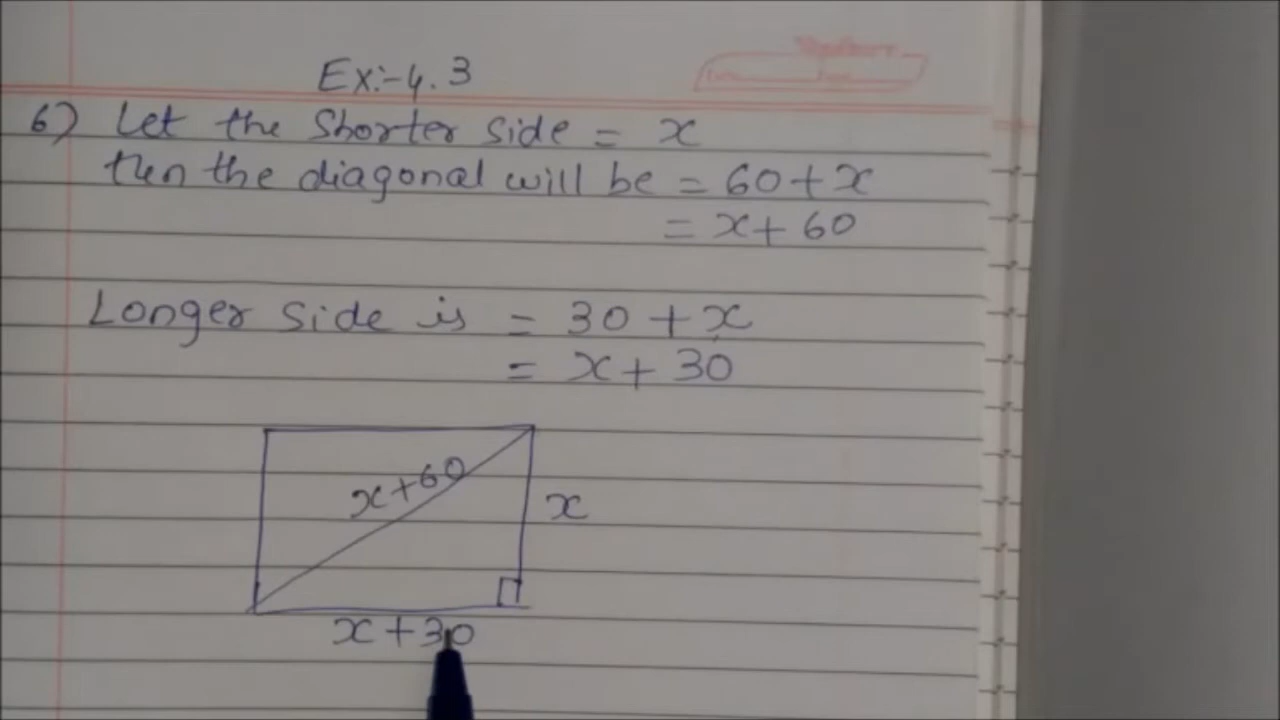 Ex:-4.3
6) Let the Shorter side = x
then the diagonal will be = 60+x
= x+60
Longer side is = 30 +x
= x+30
x+60
x
x+30